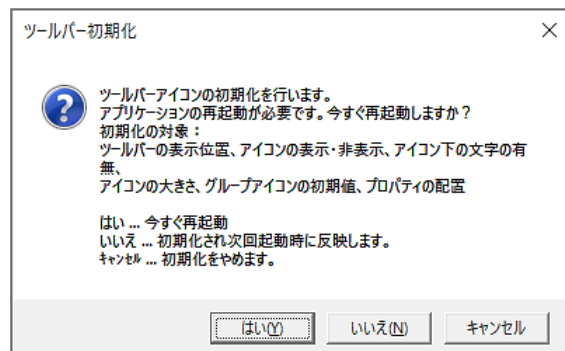 ツールバー初期化
ツールバーアイコンの初期化を行います。
アプリケーションの再起動が必要です。今すぐ再起動しますか？
初期化の対象：
ツールバーの表示位置、アイコンの表示・非表示、アイコン下の文字の有
無、
アイコンの大きさ、グループアイコンの初期値、プロパティの配置
はい ... 今すぐ再起動
いいえ ... 初期化され次回起動時に反映します。
ｷｬﾝｾﾙ ... 初期化をやめます。
はい(Y) いいえ(N) キャンセル